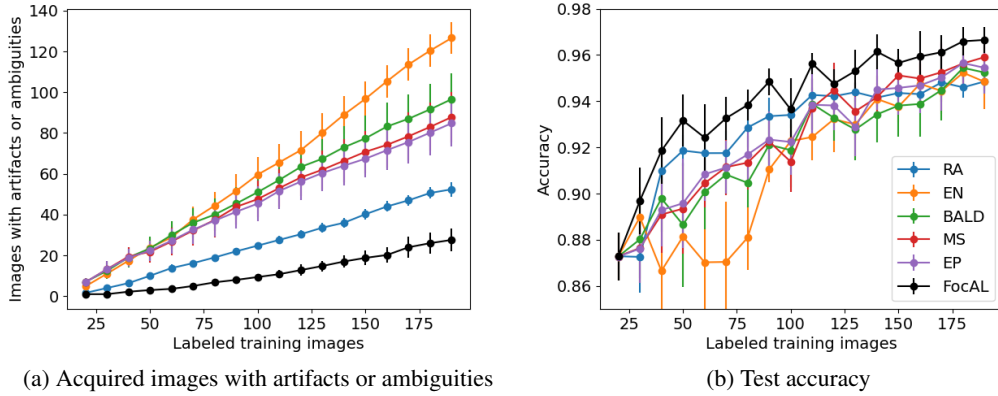 140
120
100
80
60
40
20
0
Images with artifacts or ambiguities
25 50 75 100 125 150 175
Labeled training images
(a) Acquired images with artifacts or ambiguities
0.98
0.96
0.94
0.92
0.90
0.88
0.86
Accuracy
RA
EN
BALD
MS
EP
FocAL
25 50 75 100 125 150 175
Labeled training images
(b) Test accuracy